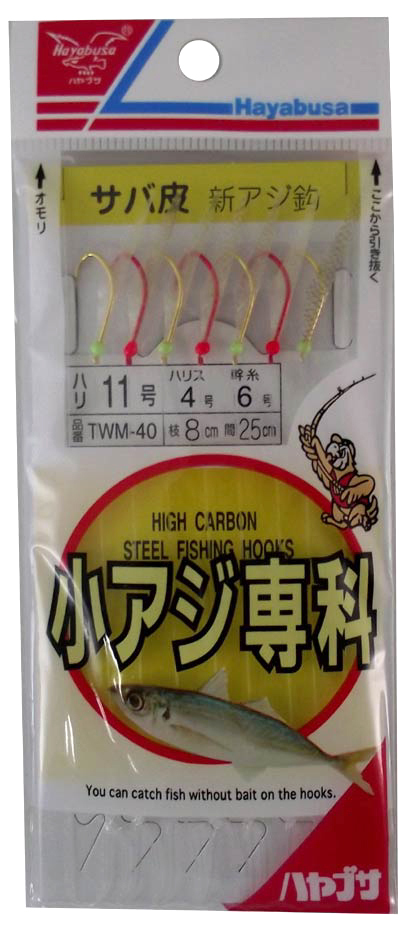 Hayabusa
ハヤブサ
Hayabusa
オモリ
ここから引き抜く
サバ皮 新アジ鈎
ハリ 11号 ハリス 4号 幹糸 6号
品番 TWM-40 枝 8cm 間 25cm
HIGH CARBON
STEEL FISHING HOOKS
小アジ専科
You can catch fish without bait on the hooks.
ハヤブサ